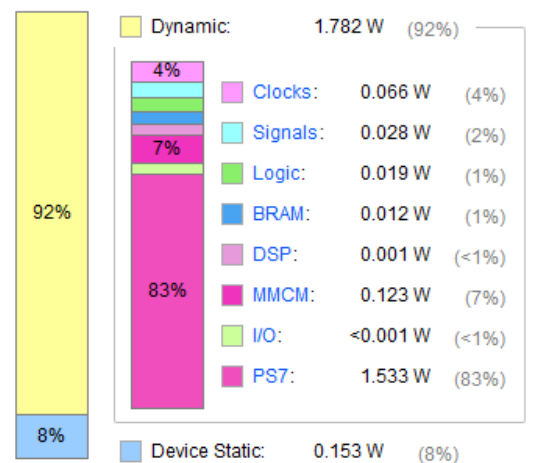 Dynamic: 1.782 W (92%)
4%
Clocks: 0.066 W (4%)
Signals: 0.028 W (2%)
7%
Logic: 0.019 W (1%)
92%
BRAM: 0.012 W (1%)
DSP: 0.001 W (<1%)
83%
MMCM: 0.123 W (7%)
I/O: <0.001 W (<1%)
PS7: 1.533 W (83%)
8%
Device Static: 0.153 W (8%)